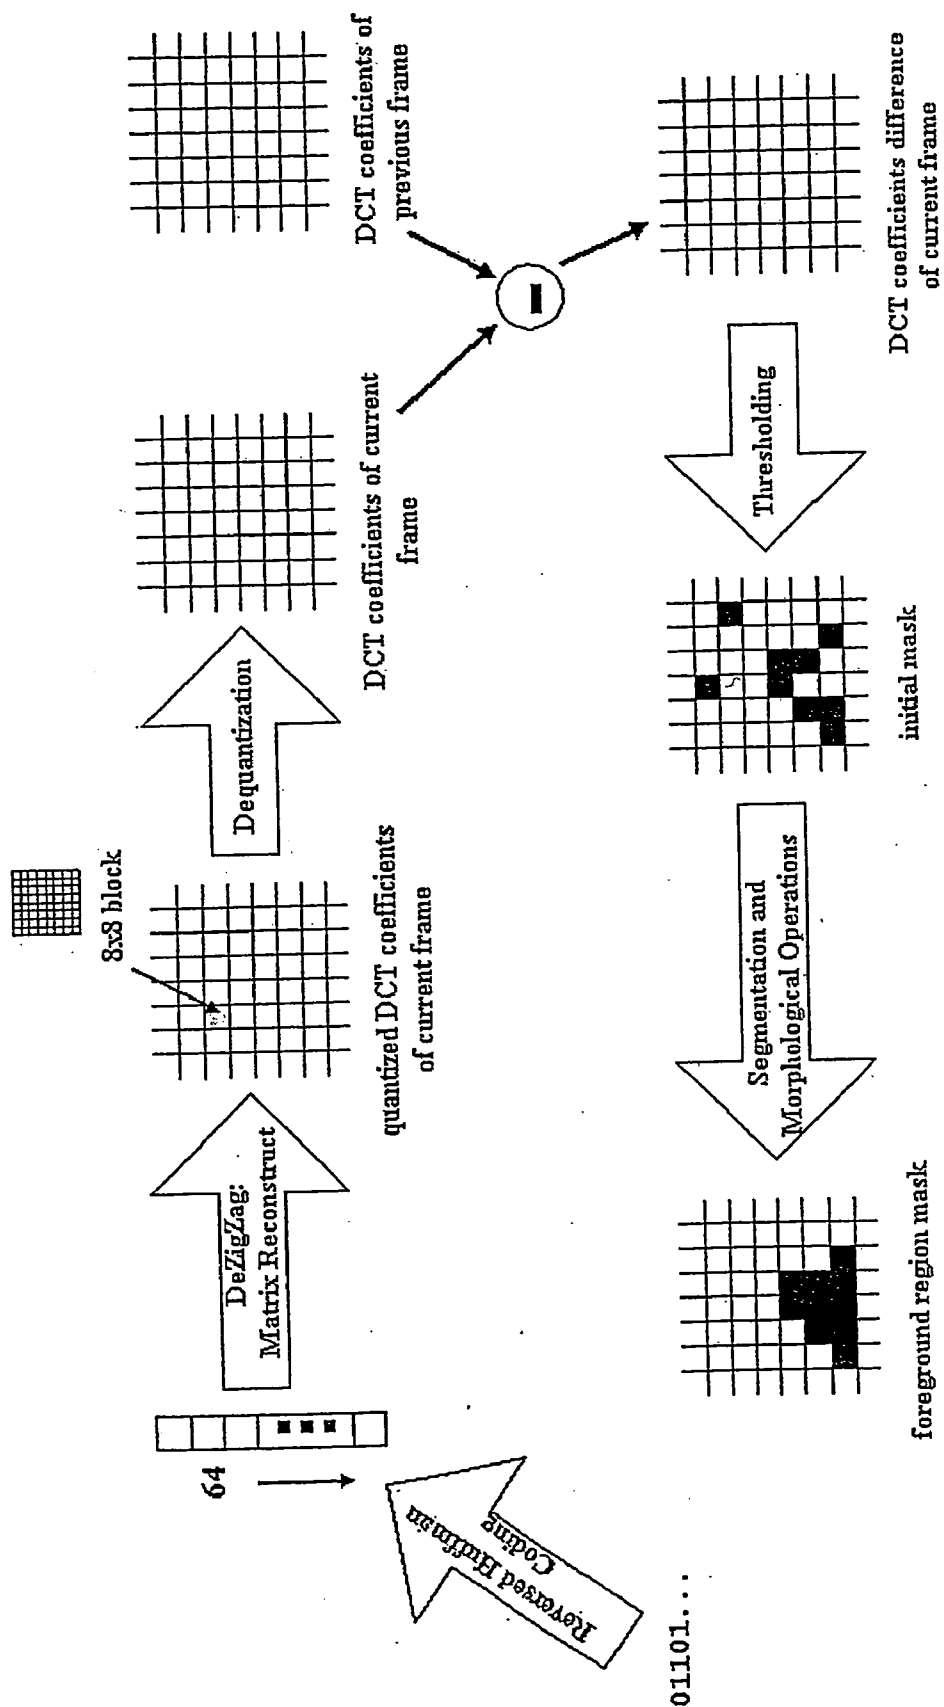 01101...
Reversed Huffman
Coding
64
DeZigZag:
Matrix Reconstruct
8x8 block
quantized DCT coefficients
of current frame
Dequantization
DCT coefficients of current
frame
DCT coefficients of
previous frame
DCT coefficients difference
of current frame
Thresholding
initial mask
Segmentation and
Morphological Operations
foreground region mask